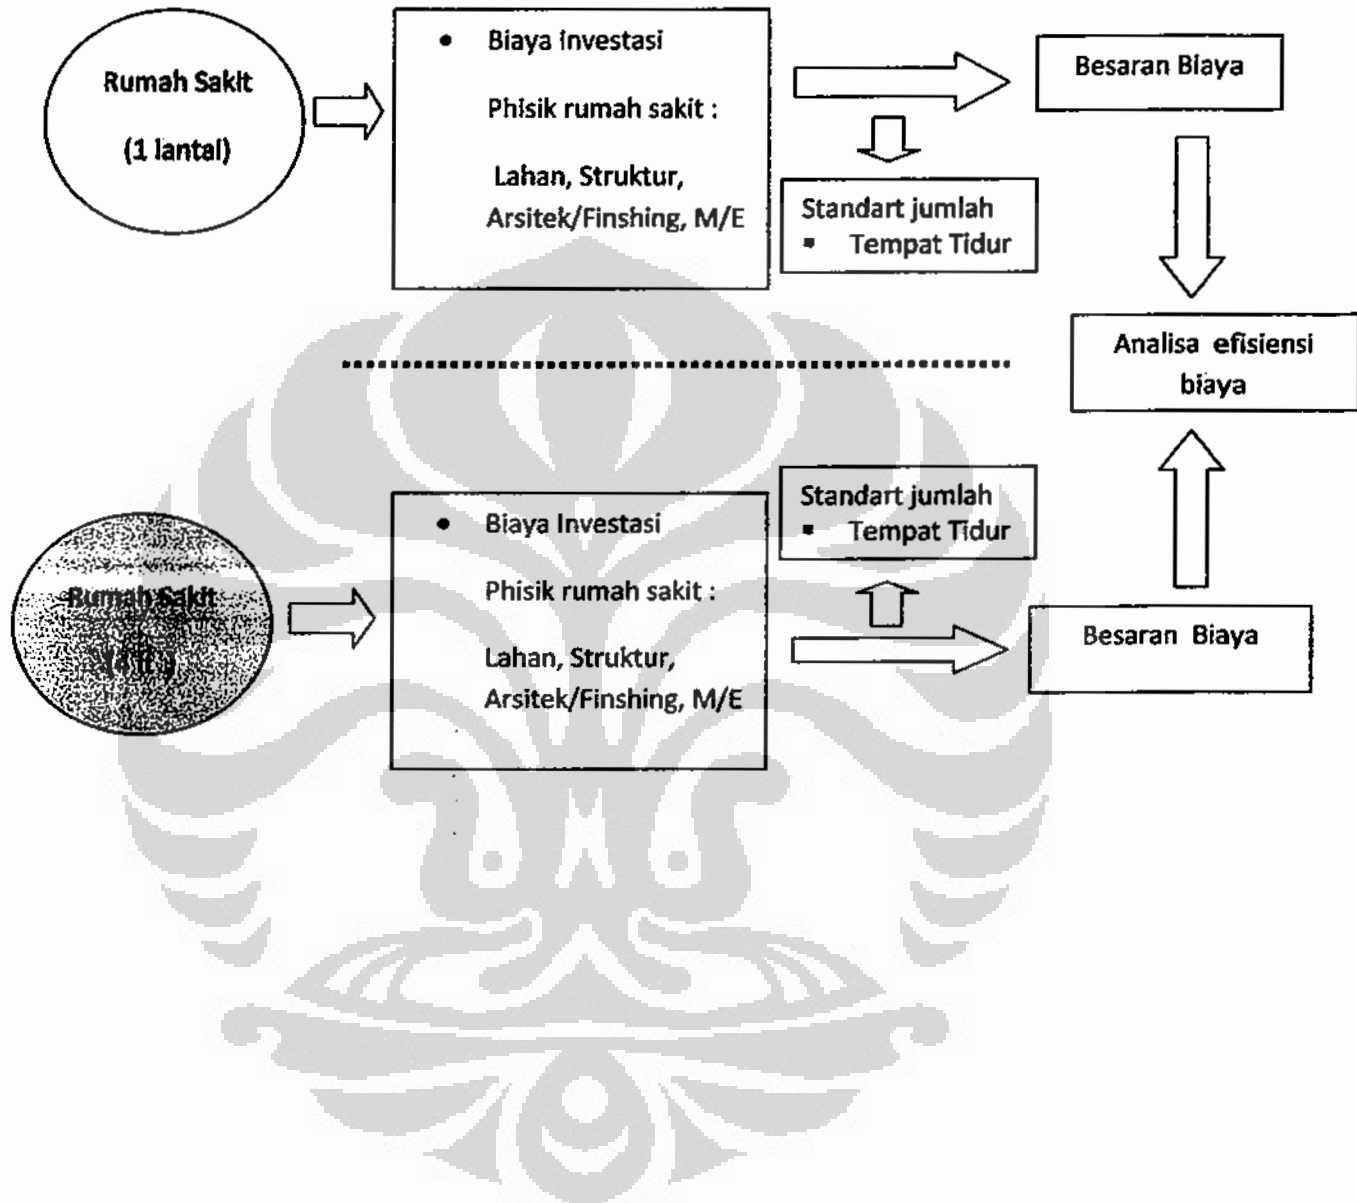 Rumah Sakit
(1 lantai)
• Biaya Investasi
Phisik rumah sakit :
Lahan, Struktur,
Arsitek/Finshing, M/E
Besaran Biaya
Standart jumlah
▪ Tempat Tidur
Analisa efisiensi
biaya
Rumah Sakit
• Biaya Investasi
Phisik rumah sakit :
Lahan, Struktur,
Arsitek/Finshing, M/E
Standart jumlah
▪ Tempat Tidur
Besaran Biaya